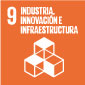 9 INDUSTRIA,
INNOVACIÓN E
INFRAESTRUCTURA